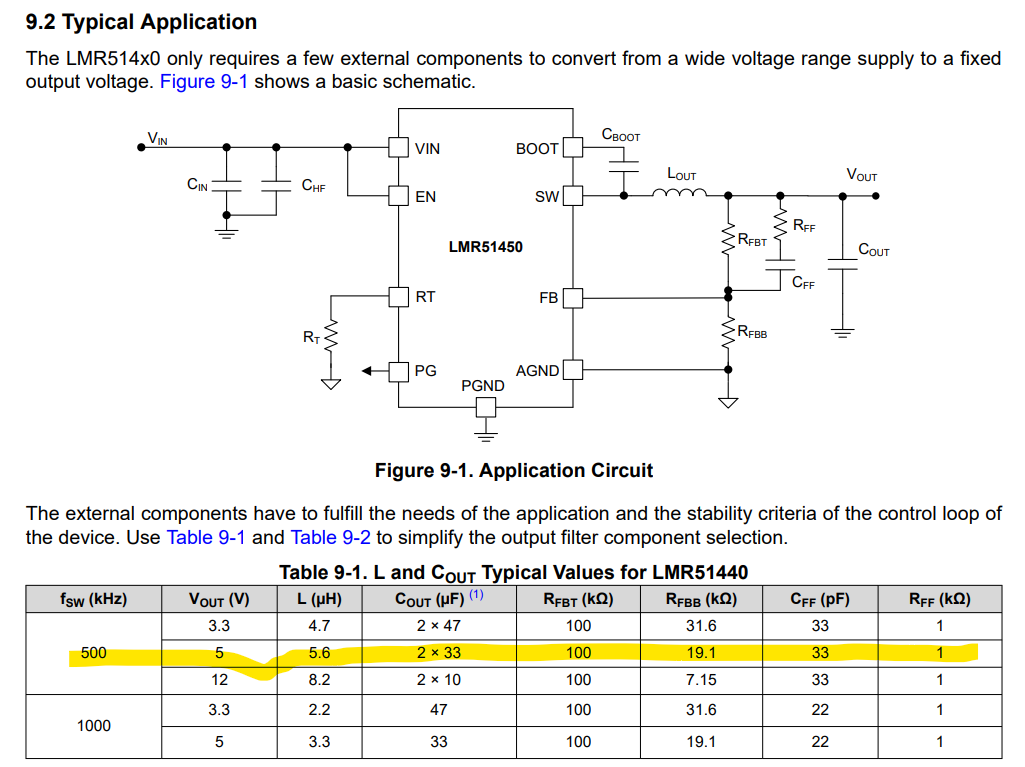 9.2 Typical Application
The LMR514x0 only requires a few external components to convert from a wide voltage range supply to a fixed
output voltage. Figure 9-1 shows a basic schematic.
VIN
CIN
CHF
VIN
EN
RT
PG
PGND
BOOT
SW
FB
AGND
LMR51450
RT
CBOOT
LOUT
VOUT
RFBT
RFF
CFF
COUT
RFBB
Figure 9-1. Application Circuit
The external components have to fulfill the needs of the application and the stability criteria of the control loop of
the device. Use Table 9-1 and Table 9-2 to simplify the output filter component selection.
Table 9-1. L and COUT Typical Values for LMR51440
fSW (kHz) VOUT (V) L (µH) COUT (µF) (1) RFBT (kΩ) RFBB (kΩ) CFF (pF) RFF (kΩ)
3.3 4.7 2 × 47 100 31.6 33 1
500 5 5.6 2 × 33 100 19.1 33 1
12 8.2 2 × 10 100 7.15 33 1
3.3 2.2 47 100 31.6 22 1
1000
5 3.3 33 100 19.1 22 1